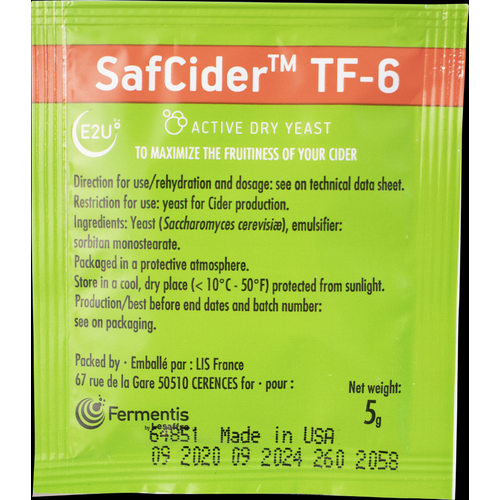 SafCider™ TF-6
E2U
ACTIVE DRY YEAST
TO MAXIMIZE THE FRUITINESS OF YOUR CIDER
Direction for use/rehydration and dosage: see on technical data sheet.
Restriction for use: yeast for Cider production.
Ingredients: Yeast (Saccharomyces cerevisiæ), emulsifier:
sorbitan monostearate.
Packaged in a protective atmosphere.
Store in a cool, dry place (< 10°C - 50°F) protected from sunlight.
Production/best before end dates and batch number:
see on packaging.
Packed by · Emballé par : LIS France
67 rue de la Gare 50510 CERENCES for · pour :
Net weight:
5g
Fermentis
by Lesaffre
64851 Made in USA
09 2020 09 2024 260 2058